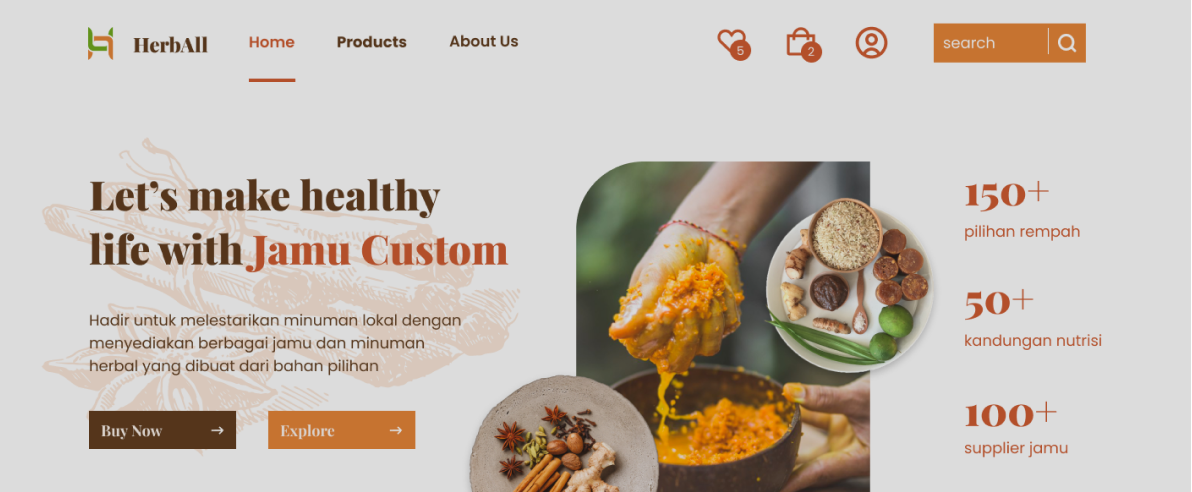 HerbAll
Home
Products
About Us
5
2
search
Let's make healthy
life with Jamu Custom
Hadir untuk melestarikan minuman lokal dengan
menyediakan berbagai jamu dan minuman
herbal yang dibuat dari bahan pilihan
Buy Now →
Explore →
150+
pilihan rempah
50+
kandungan nutrisi
100+
supplier jamu